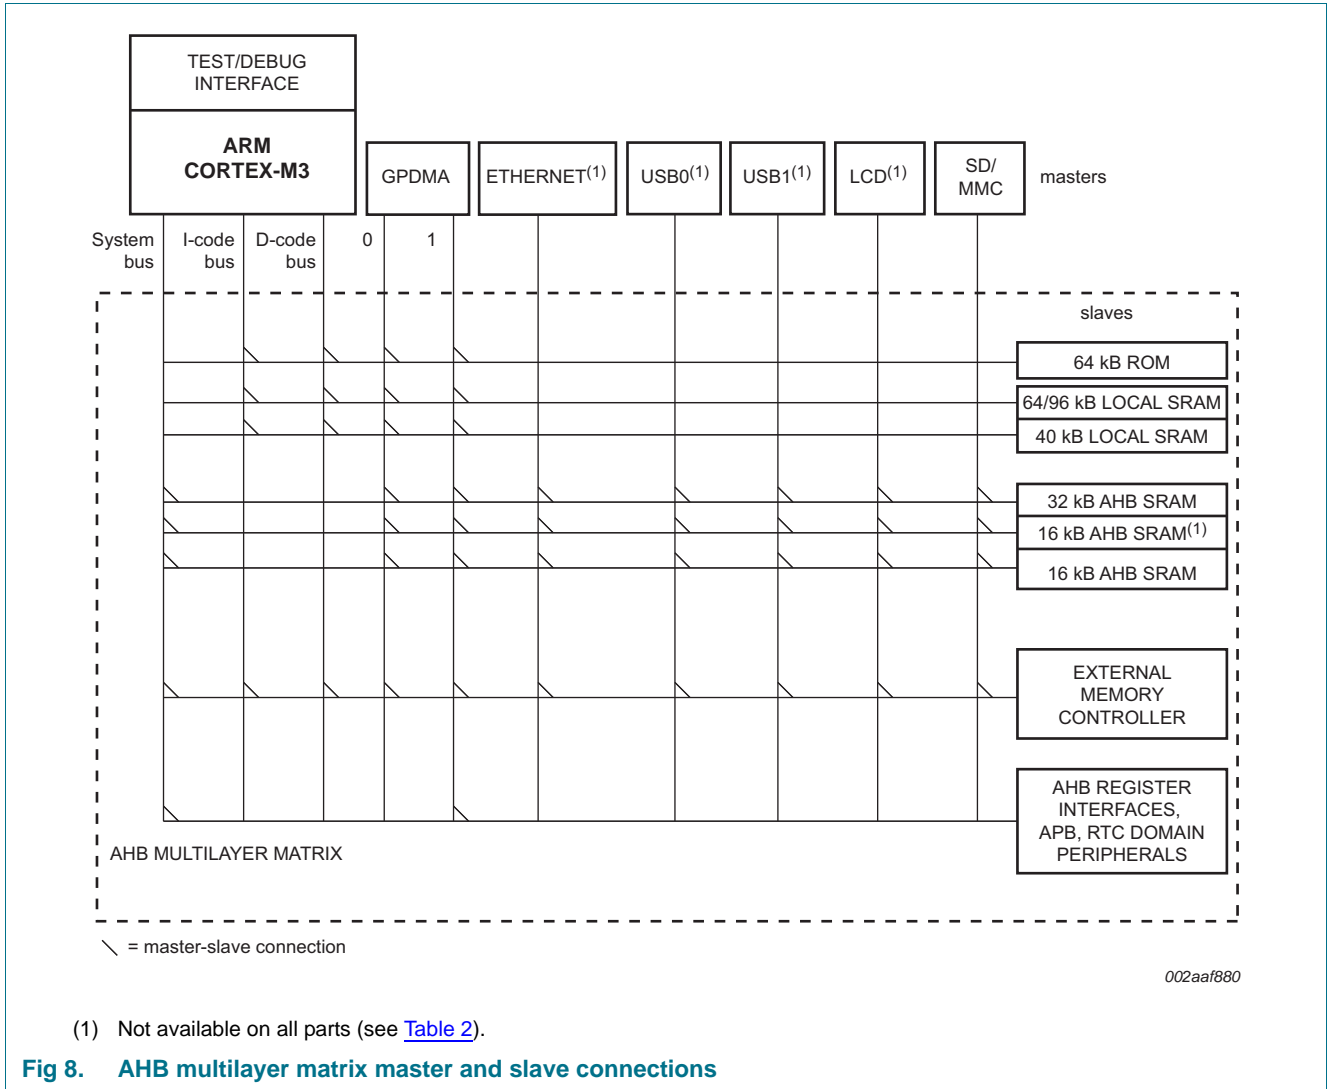 TEST/DEBUG
INTERFACE
ARM
CORTEX-M3
GPDMA
ETHERNET(1)
USB0(1)
USB1(1)
LCD(1)
SD/
MMC
masters
System
bus
I-code
bus
D-code
bus
0
1
slaves
64 kB ROM
64/96 kB LOCAL SRAM
40 kB LOCAL SRAM
32 kB AHB SRAM
16 kB AHB SRAM(1)
16 kB AHB SRAM
EXTERNAL
MEMORY
CONTROLLER
AHB REGISTER
INTERFACES,
APB, RTC DOMAIN
PERIPHERALS
AHB MULTILAYER MATRIX
= master-slave connection
002aaf880
(1) Not available on all parts (see Table 2).
Fig 8. AHB multilayer matrix master and slave connections